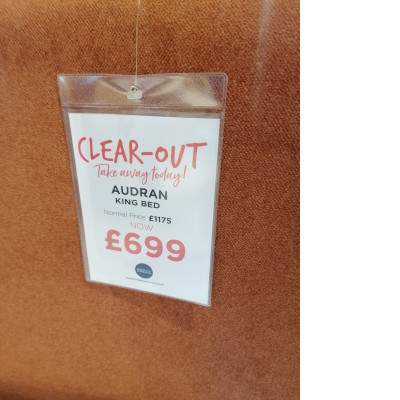 CLEAR-OUT
Take away today!
AUDRAN
KING BED
Normal Price £1175
NOW
£699